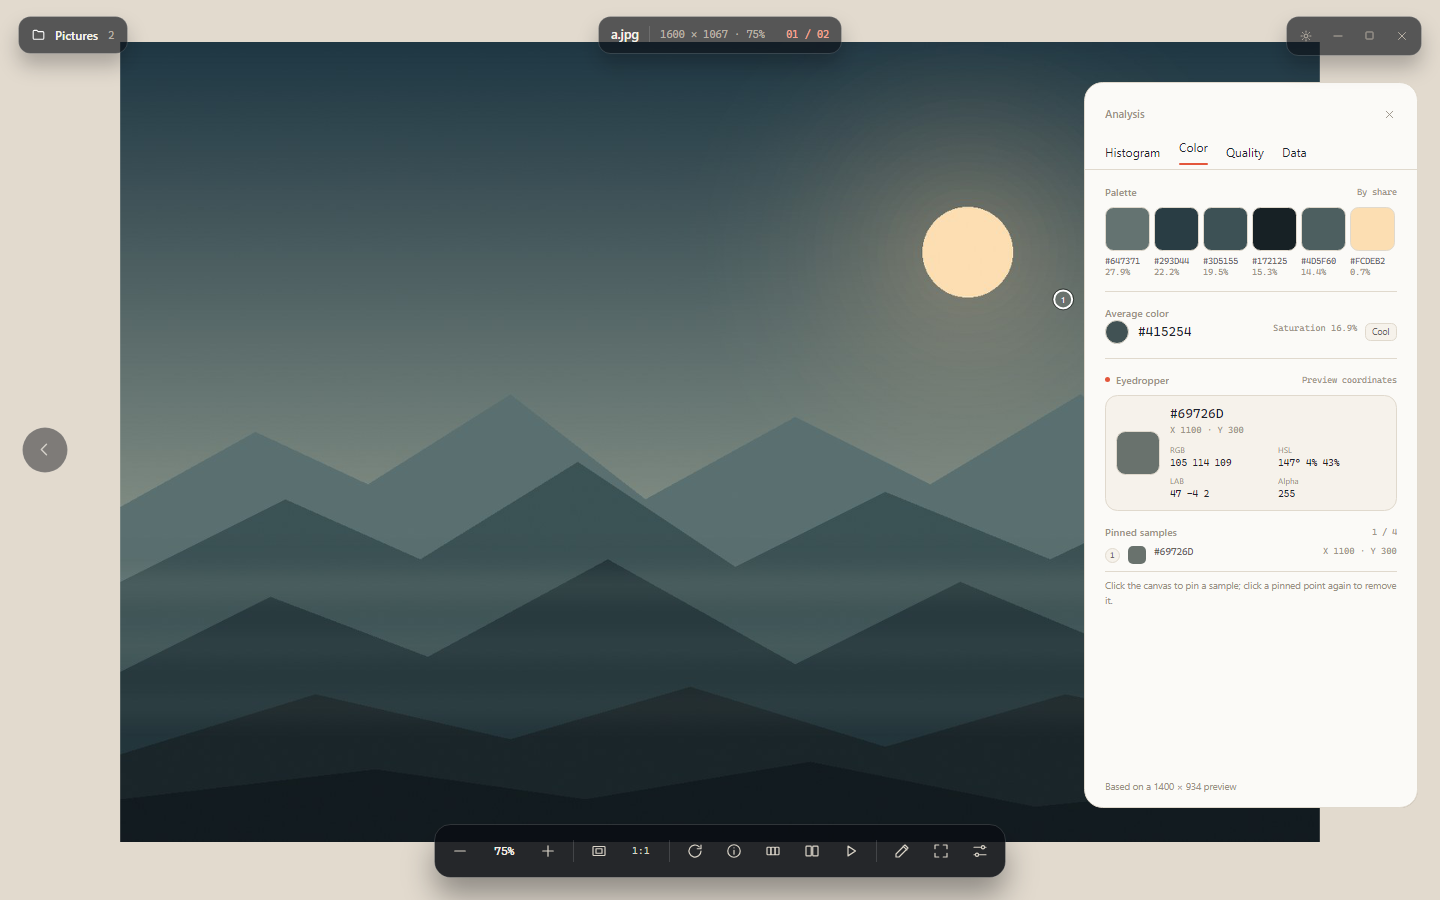 Pictures 2
a.jpg 1600 × 1067 · 75% 01 / 02
Analysis
Histogram Color Quality Data
Palette By share
#647371 #293D44 #3D5155 #172125 #4D5F60 #FCDEB2
27.9% 22.2% 19.5% 15.3% 14.4% 0.7%
Average color
#415254 Saturation 16.9% Cool
Eyedropper Preview coordinates
#69726D
X 1100 · Y 300
RGB HSL
105 114 109 147° 4% 43%
LAB Alpha
47 −4 2 255
Pinned samples 1 / 4
1 #69726D X 1100 · Y 300
Click the canvas to pin a sample; click a pinned point again to remove
it.
Based on a 1400 × 934 preview
1
75% 1:1